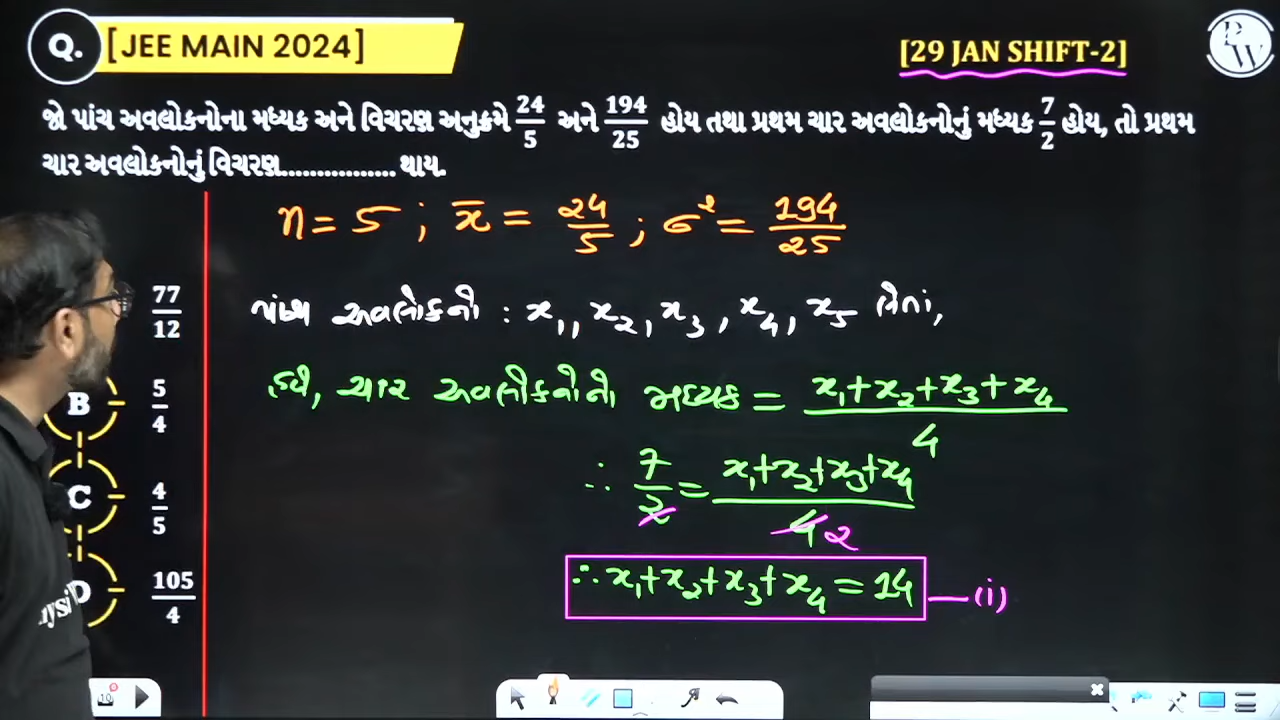 Q. [JEE MAIN 2024]
[29 JAN SHIFT-2]
PW
જો પાંચ અવલોકનોના મધ્યક અને વિચરણ અનુક્રમે 24/5 અને 194/25 હોય તથા પ્રથમ ચાર અવલોકનોનું મધ્યક 7/2 હોય, તો પ્રથમ
ચાર અવલોકનોનું વિચરણ................ થાય.
n = 5 ; x̄ = 24/5 ; σ² = 194/25
77/12
પાંચ અવલોકનો : x₁, x₂, x₃, x₄, x₅ લેતાં,
હવે, ચાર અવલોકનોનો મધ્યક = x₁+x₂+x₃+x₄/4
B 5/4
∴ 7/2 = x₁+x₂+x₃+x₄/4 2
C 4/5
∴ x₁+x₂+x₃+x₄ = 14 —(i)
D 105/4